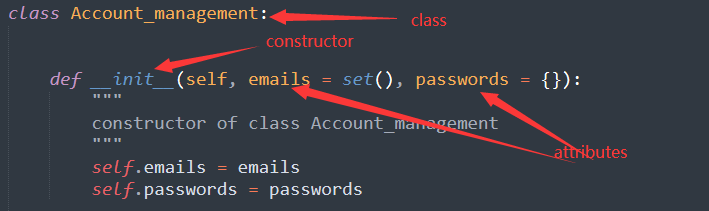 class Account_management:
class
constructor
def __init__(self, emails = set(), passwords = {}):
"""
constructor of class Account_management
"""
attributes
self.emails = emails
self.passwords = passwords